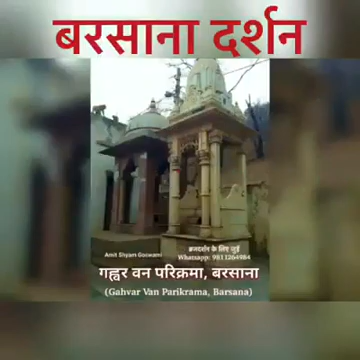 बरसाना दर्शन
Amit Shyam Goswami
ब्रजदर्शन के लिए जुड़ें
Whatsapp: 9811264984
गह्वर वन परिक्रमा, बरसाना
(Gahvar Van Parikrama, Barsana)